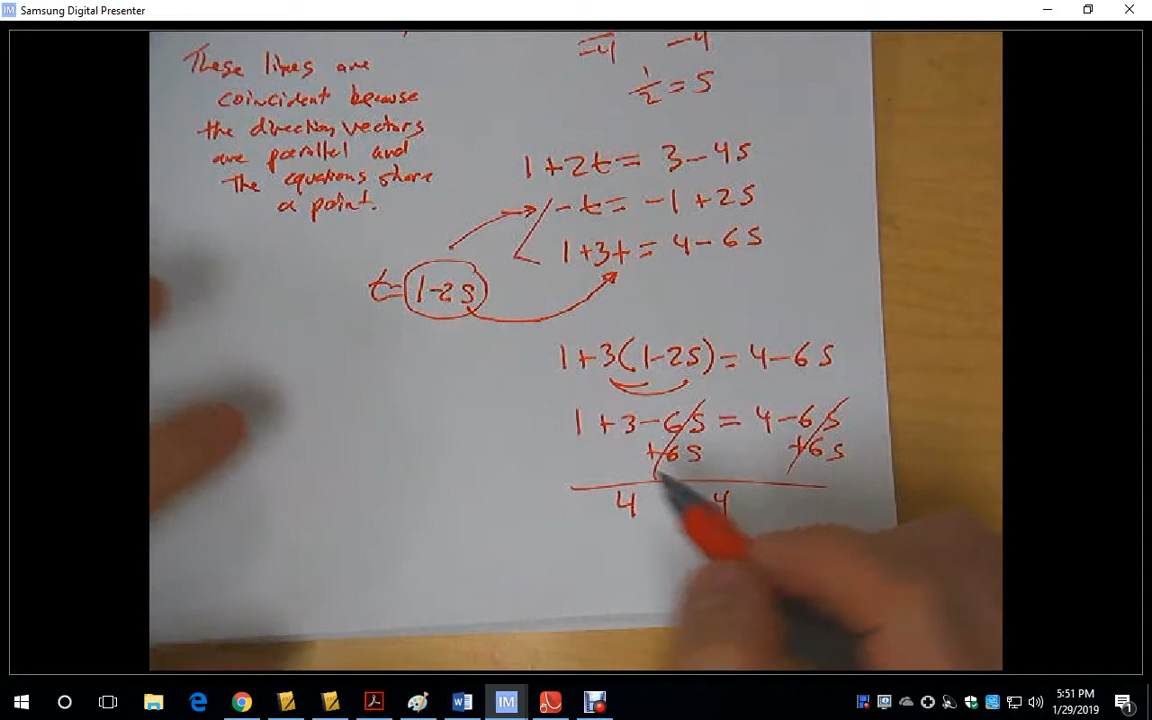 Samsung Digital Presenter
These lines are
coincident because
the direction vectors
are parallel and
the equations share
a point.
-4 -4
1/2 = S
1+2t = 3-4S
-t = -1+2S
1+3t = 4-6S
t=1-2S
1+3(1-2S) = 4-6S
1+3-6S = 4-6S
+6S +6S
4 4
IM
5:51 PM
1/29/2019
1